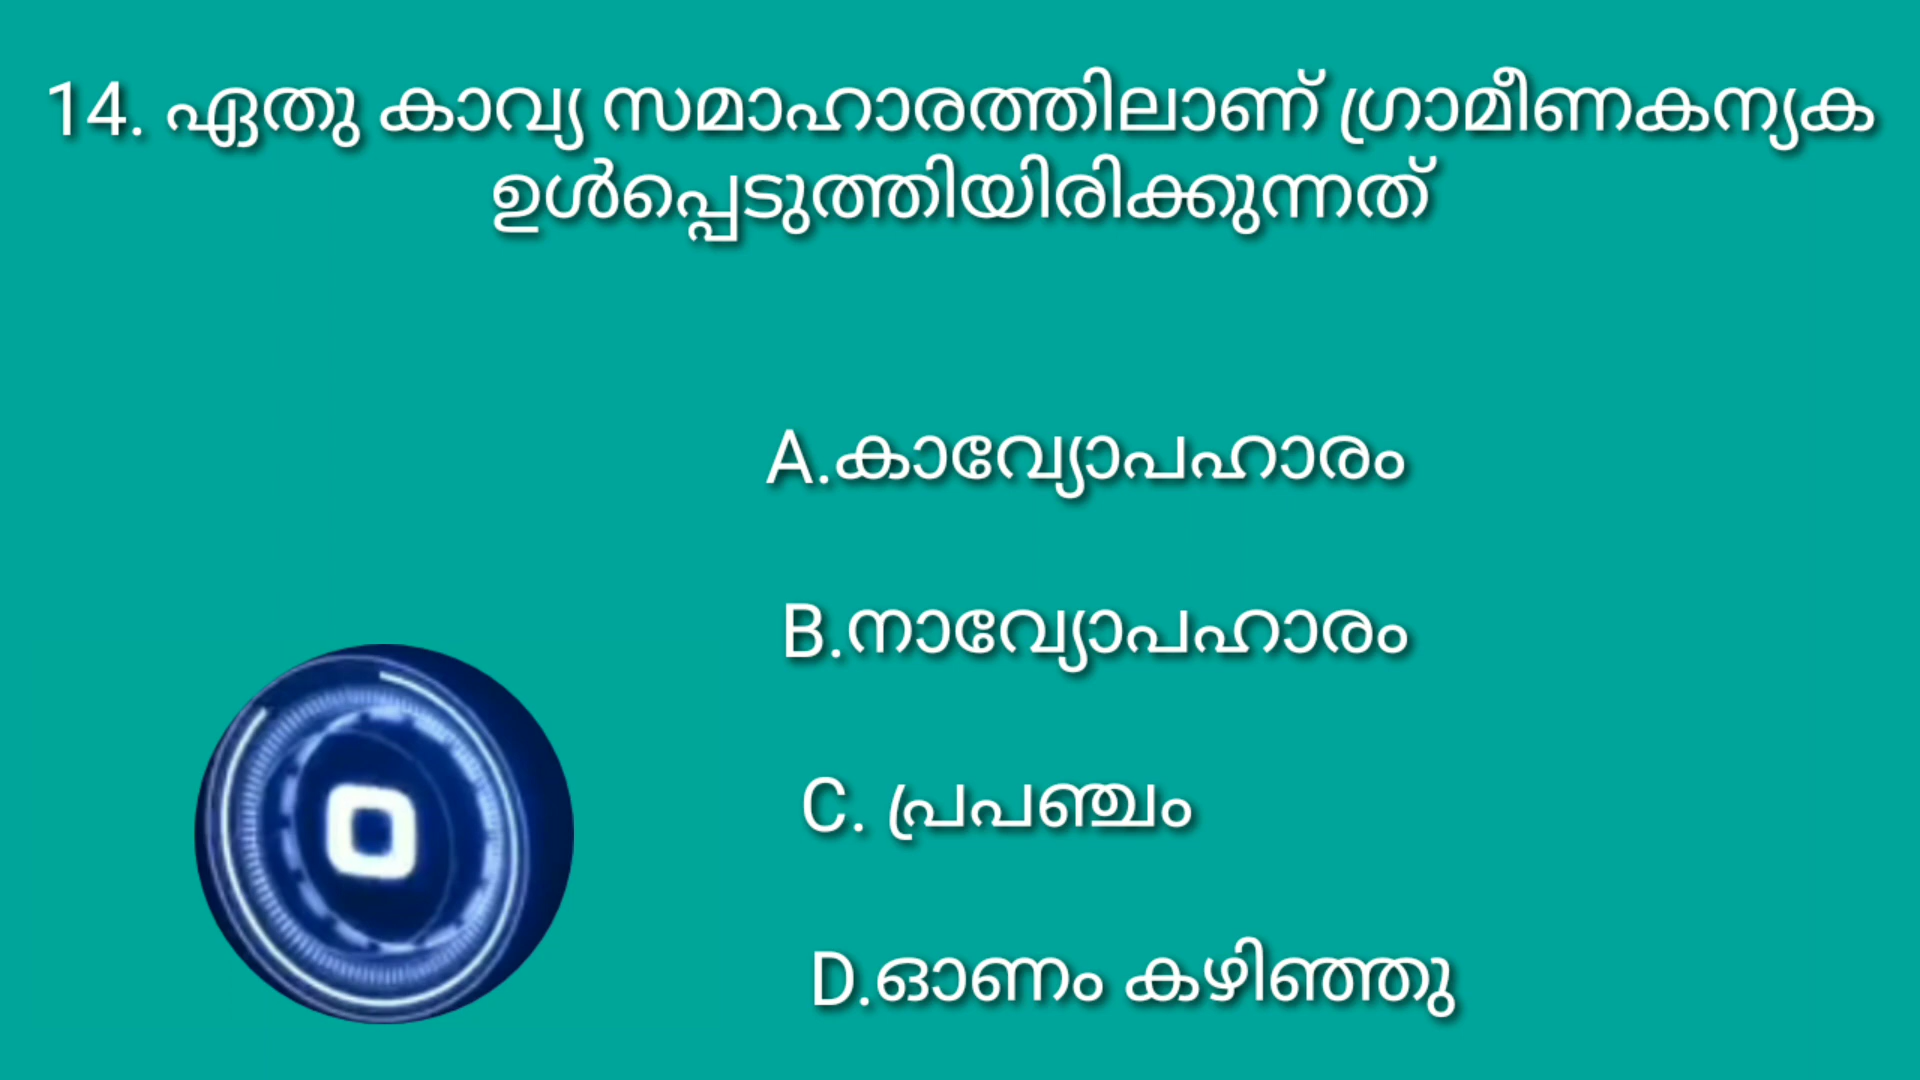 14. ഏതു കാവ്യ സമാഹാരത്തിലാണ് ഗ്രാമീണകന്യക
ഉൾപ്പെടുത്തിയിരിക്കുന്നത്
A.കാവ്യോപഹാരം
B.നാവ്യോപഹാരം
C. പ്രപഞ്ചം
D.ഓണം കഴിഞ്ഞു